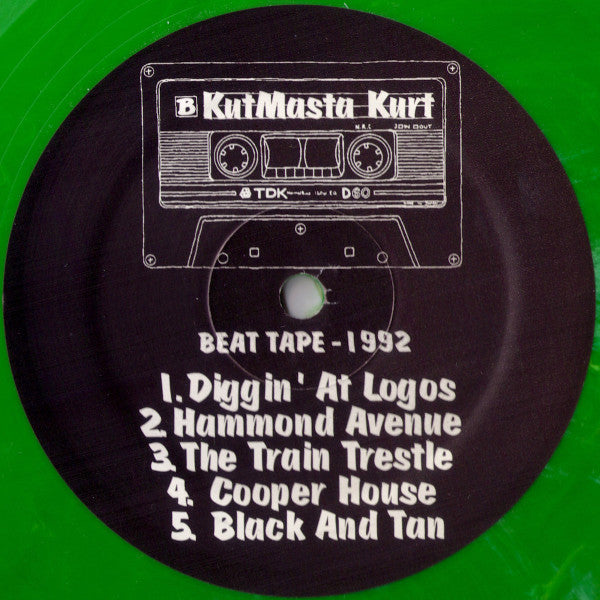 B KutMasta Kurt
TDK D60
BEAT TAPE - 1992
1. Diggin' At Logos
2. Hammond Avenue
3. The Train Trestle
4. Cooper House
5. Black And Tan